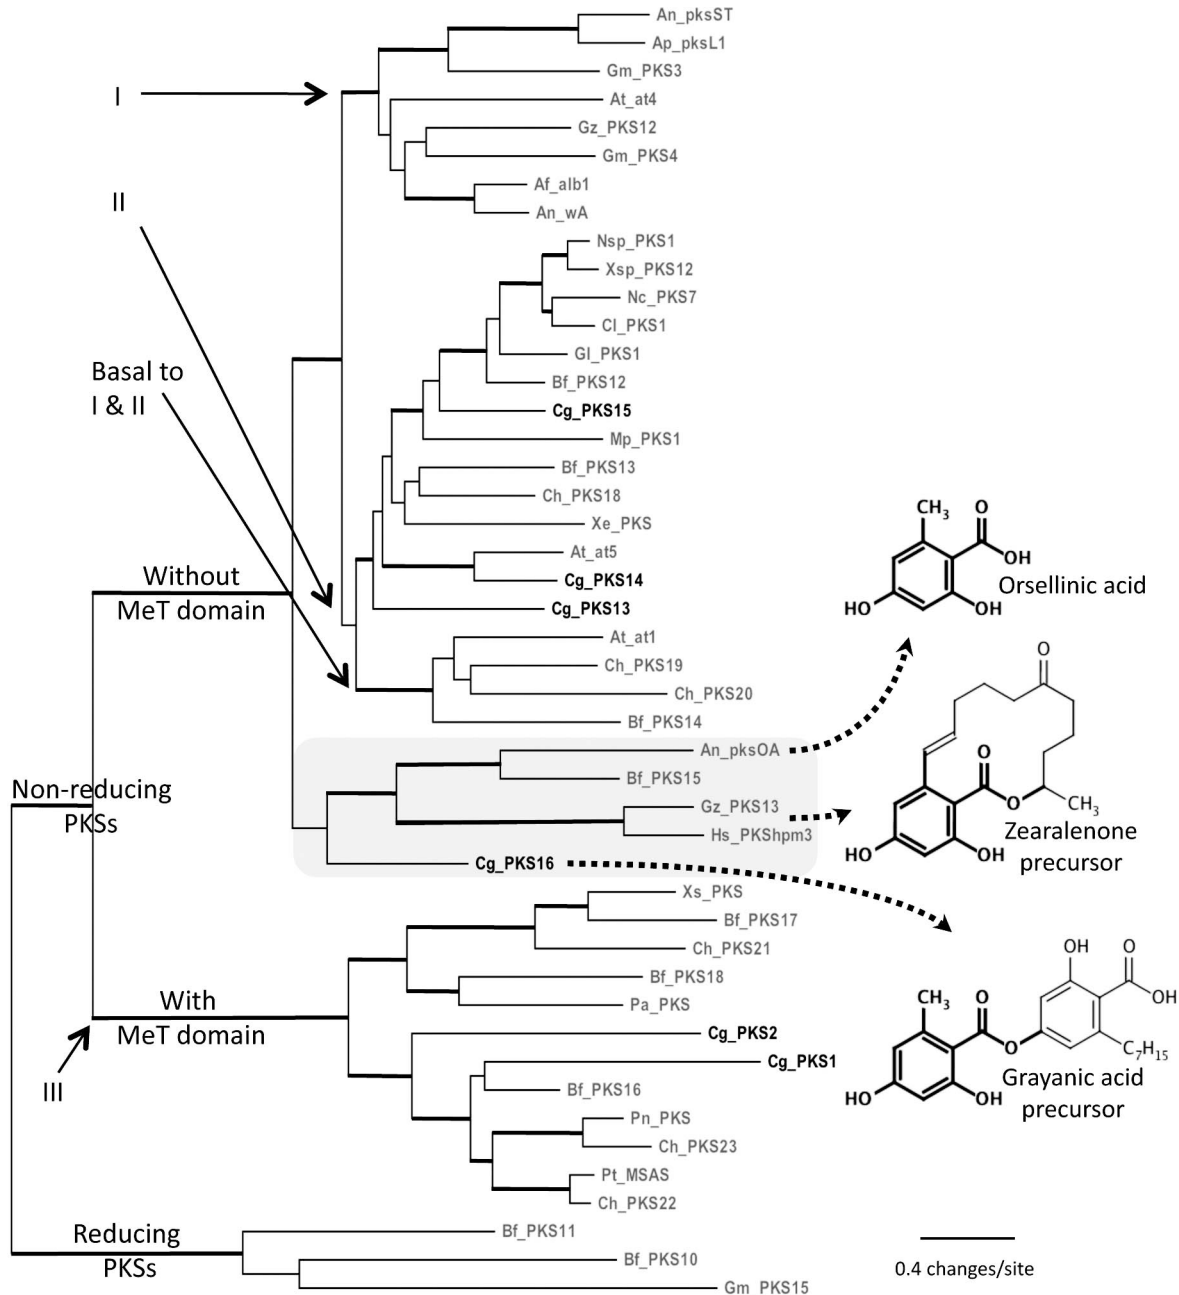 An_pksST
Ap_pksL1
Gm_PKS3
I
At_at4
Gz_PKS12
Gm_PKS4
Af_alb1
II
An_wA
Nsp_PKS1
Xsp_PKS12
Nc_PKS7
Cl_PKS1
Gl_PKS1
Basal to
I & II
Bf_PKS12
Cg_PKS15
Mp_PKS1
Bf_PKS13
Ch_PKS18
Xe_PKS
At_at5
Cg_PKS14
Without
MeT domain
Cg_PKS13
At_at1
Ch_PKS19
Ch_PKS20
Bf_PKS14
CH3
O
OH
HO
OH
Orsellinic acid
An_pksOA
Bf_PKS15
Gz_PKS13
Hs_PKShpm3
Cg_PKS16
Non-reducing
PKSs
O
O
O
CH3
HO
OH
Zearalenone
precursor
Xs_PKS
Bf_PKS17
Ch_PKS21
Bf_PKS18
Pa_PKS
With
MeT domain
Cg_PKS2
Cg_PKS1
Bf_PKS16
III
Pn_PKS
Ch_PKS23
Pt_MSAS
Ch_PKS22
OH
O
OH
CH3
O
O
C7H15
HO
OH
Grayanic acid
precursor
Reducing
PKSs
Bf_PKS11
Bf_PKS10
Gm_PKS15
0.4 changes/site